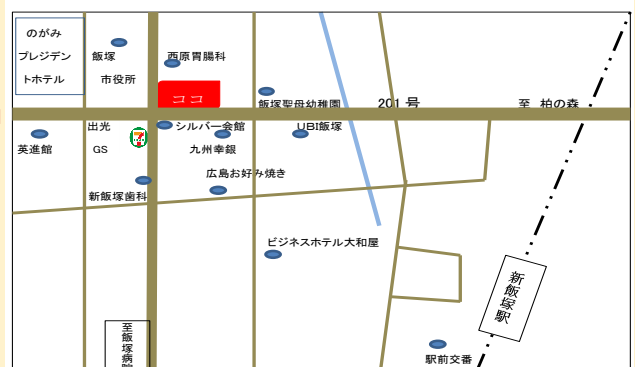 のがみ
プレジデン
トホテル
飯塚
市役所
西原胃腸科
ココ
飯塚聖母幼稚園
201 号
至 柏の森
英進館
出光
GS
7
シルバー会館
九州幸銀
UBI飯塚
広島お好み焼き
新飯塚歯科
ビジネスホテル大和屋
新飯塚駅
至飯塚病院
駅前交番